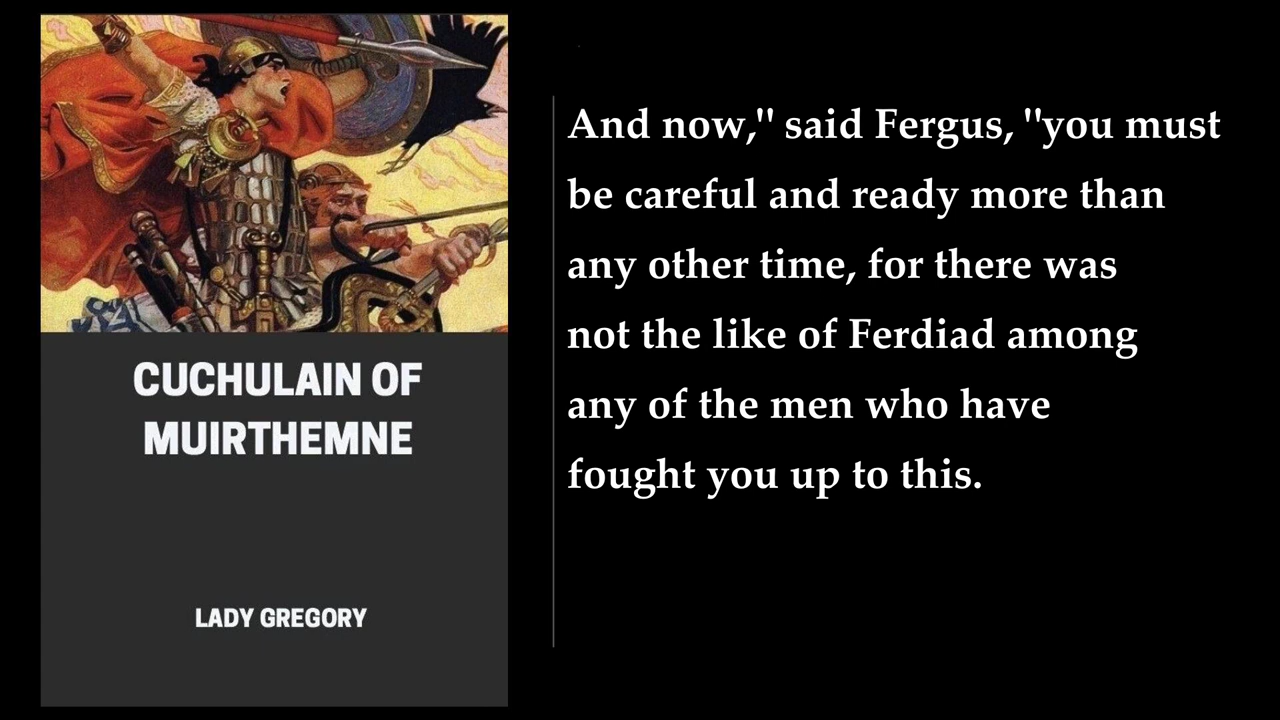 CUCHULAIN OF
MUIRTHEMNE
LADY GREGORY
And now," said Fergus, "you must
be careful and ready more than
any other time, for there was
not the like of Ferdiad among
any of the men who have
fought you up to this.